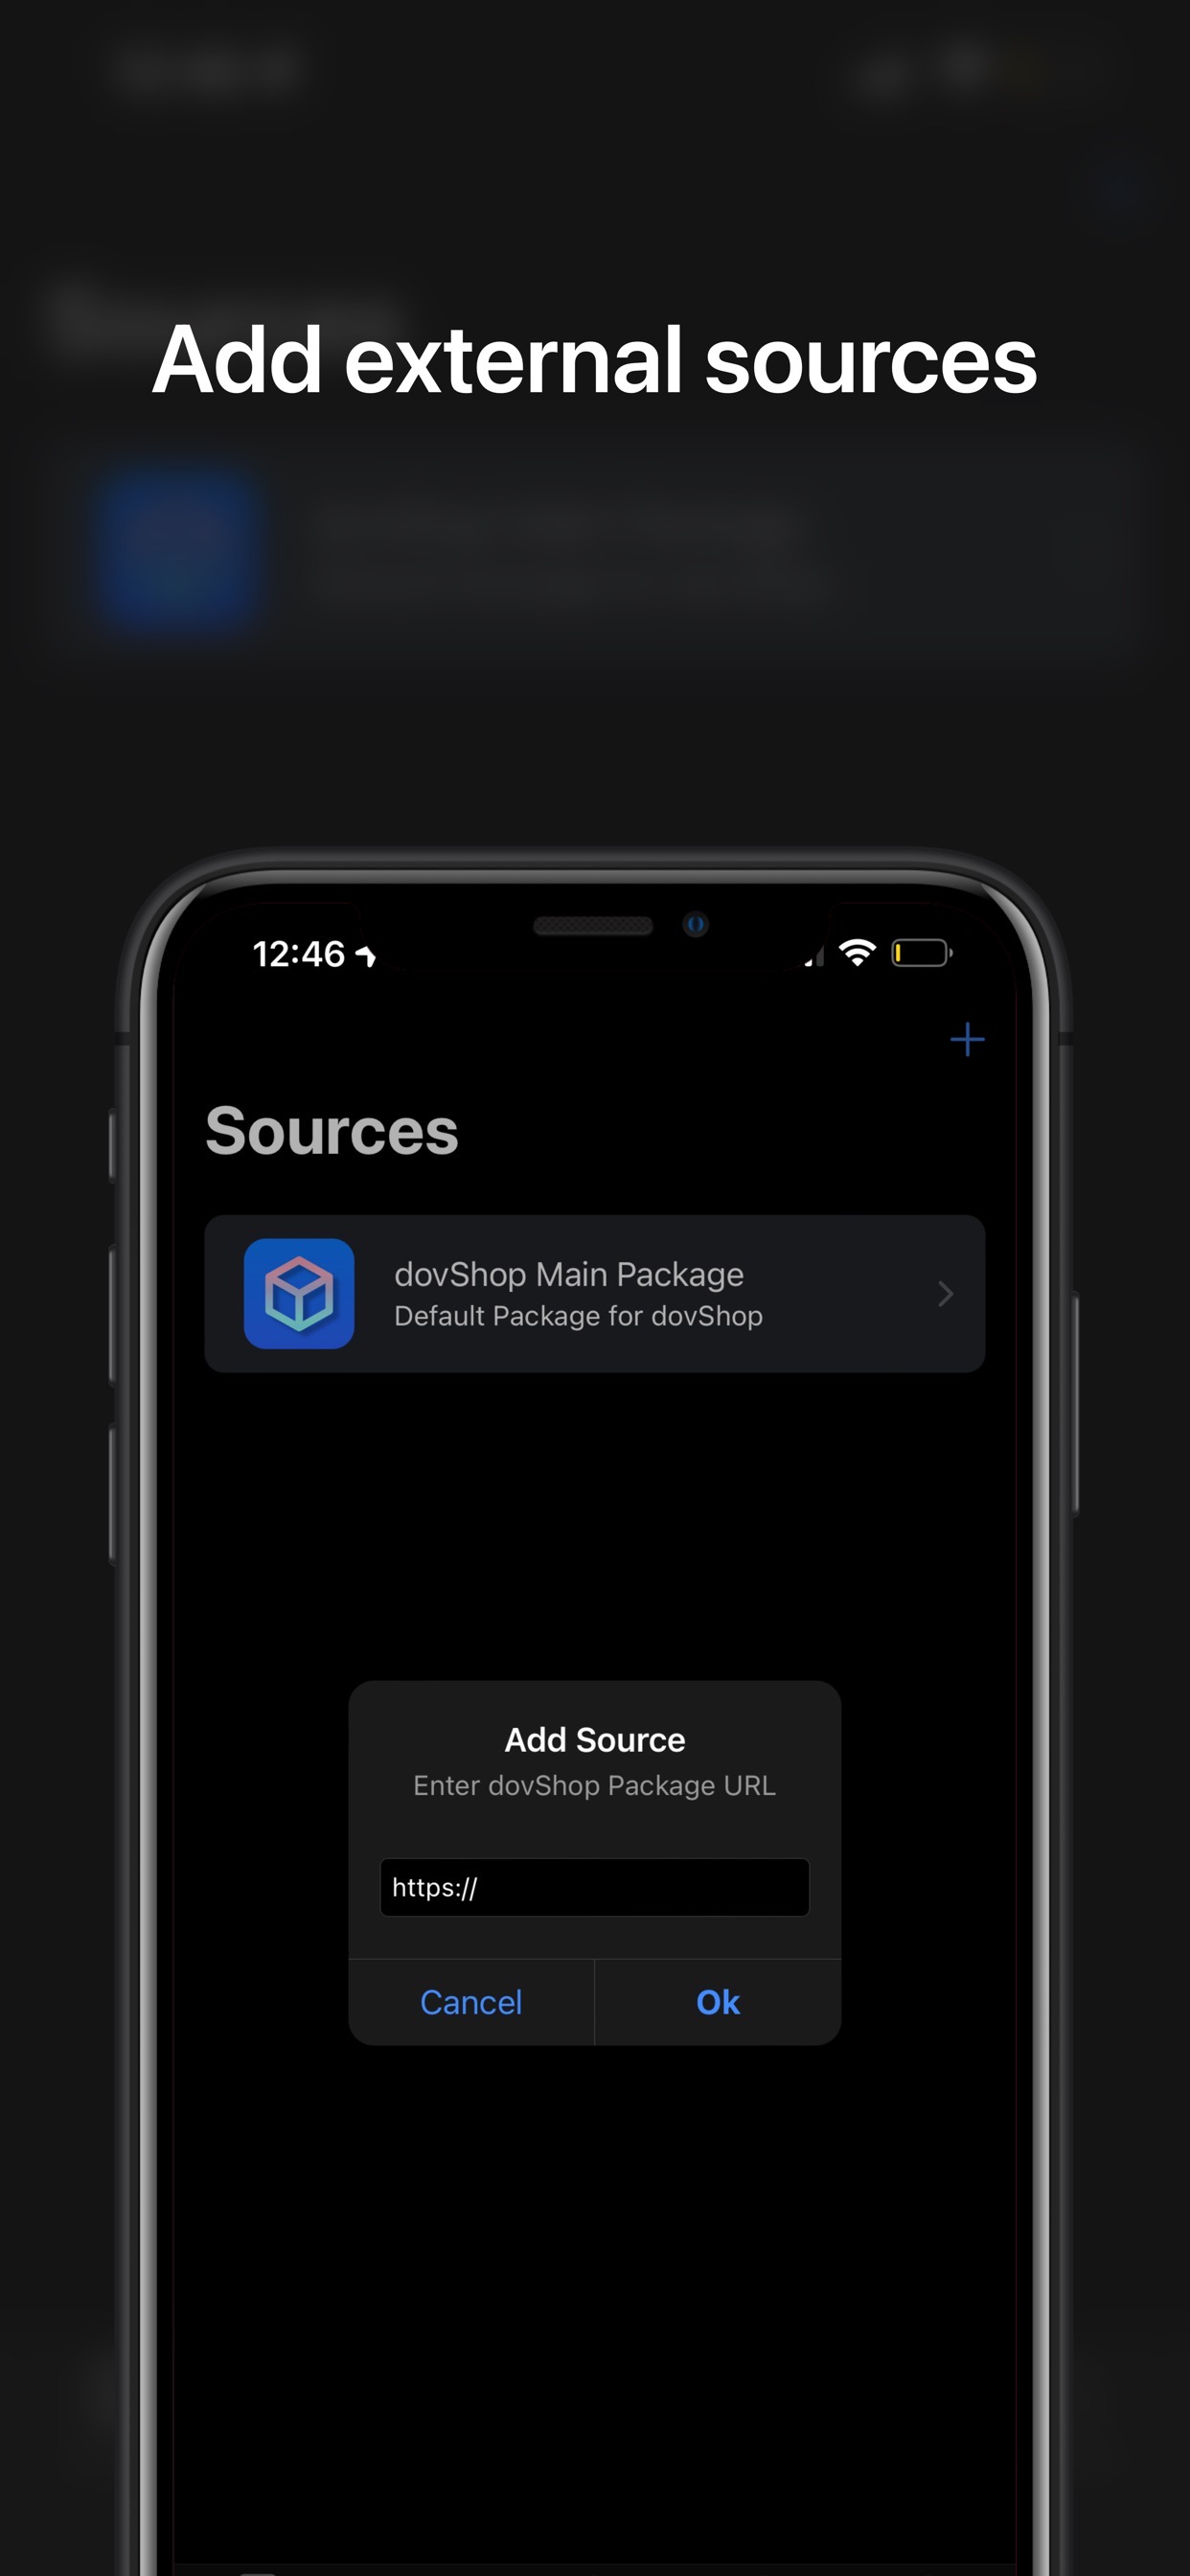 Add external sources
12:46
Sources
dovShop Main Package
Default Package for dovShop
Add Source
Enter dovShop Package URL
https://
Cancel
Ok